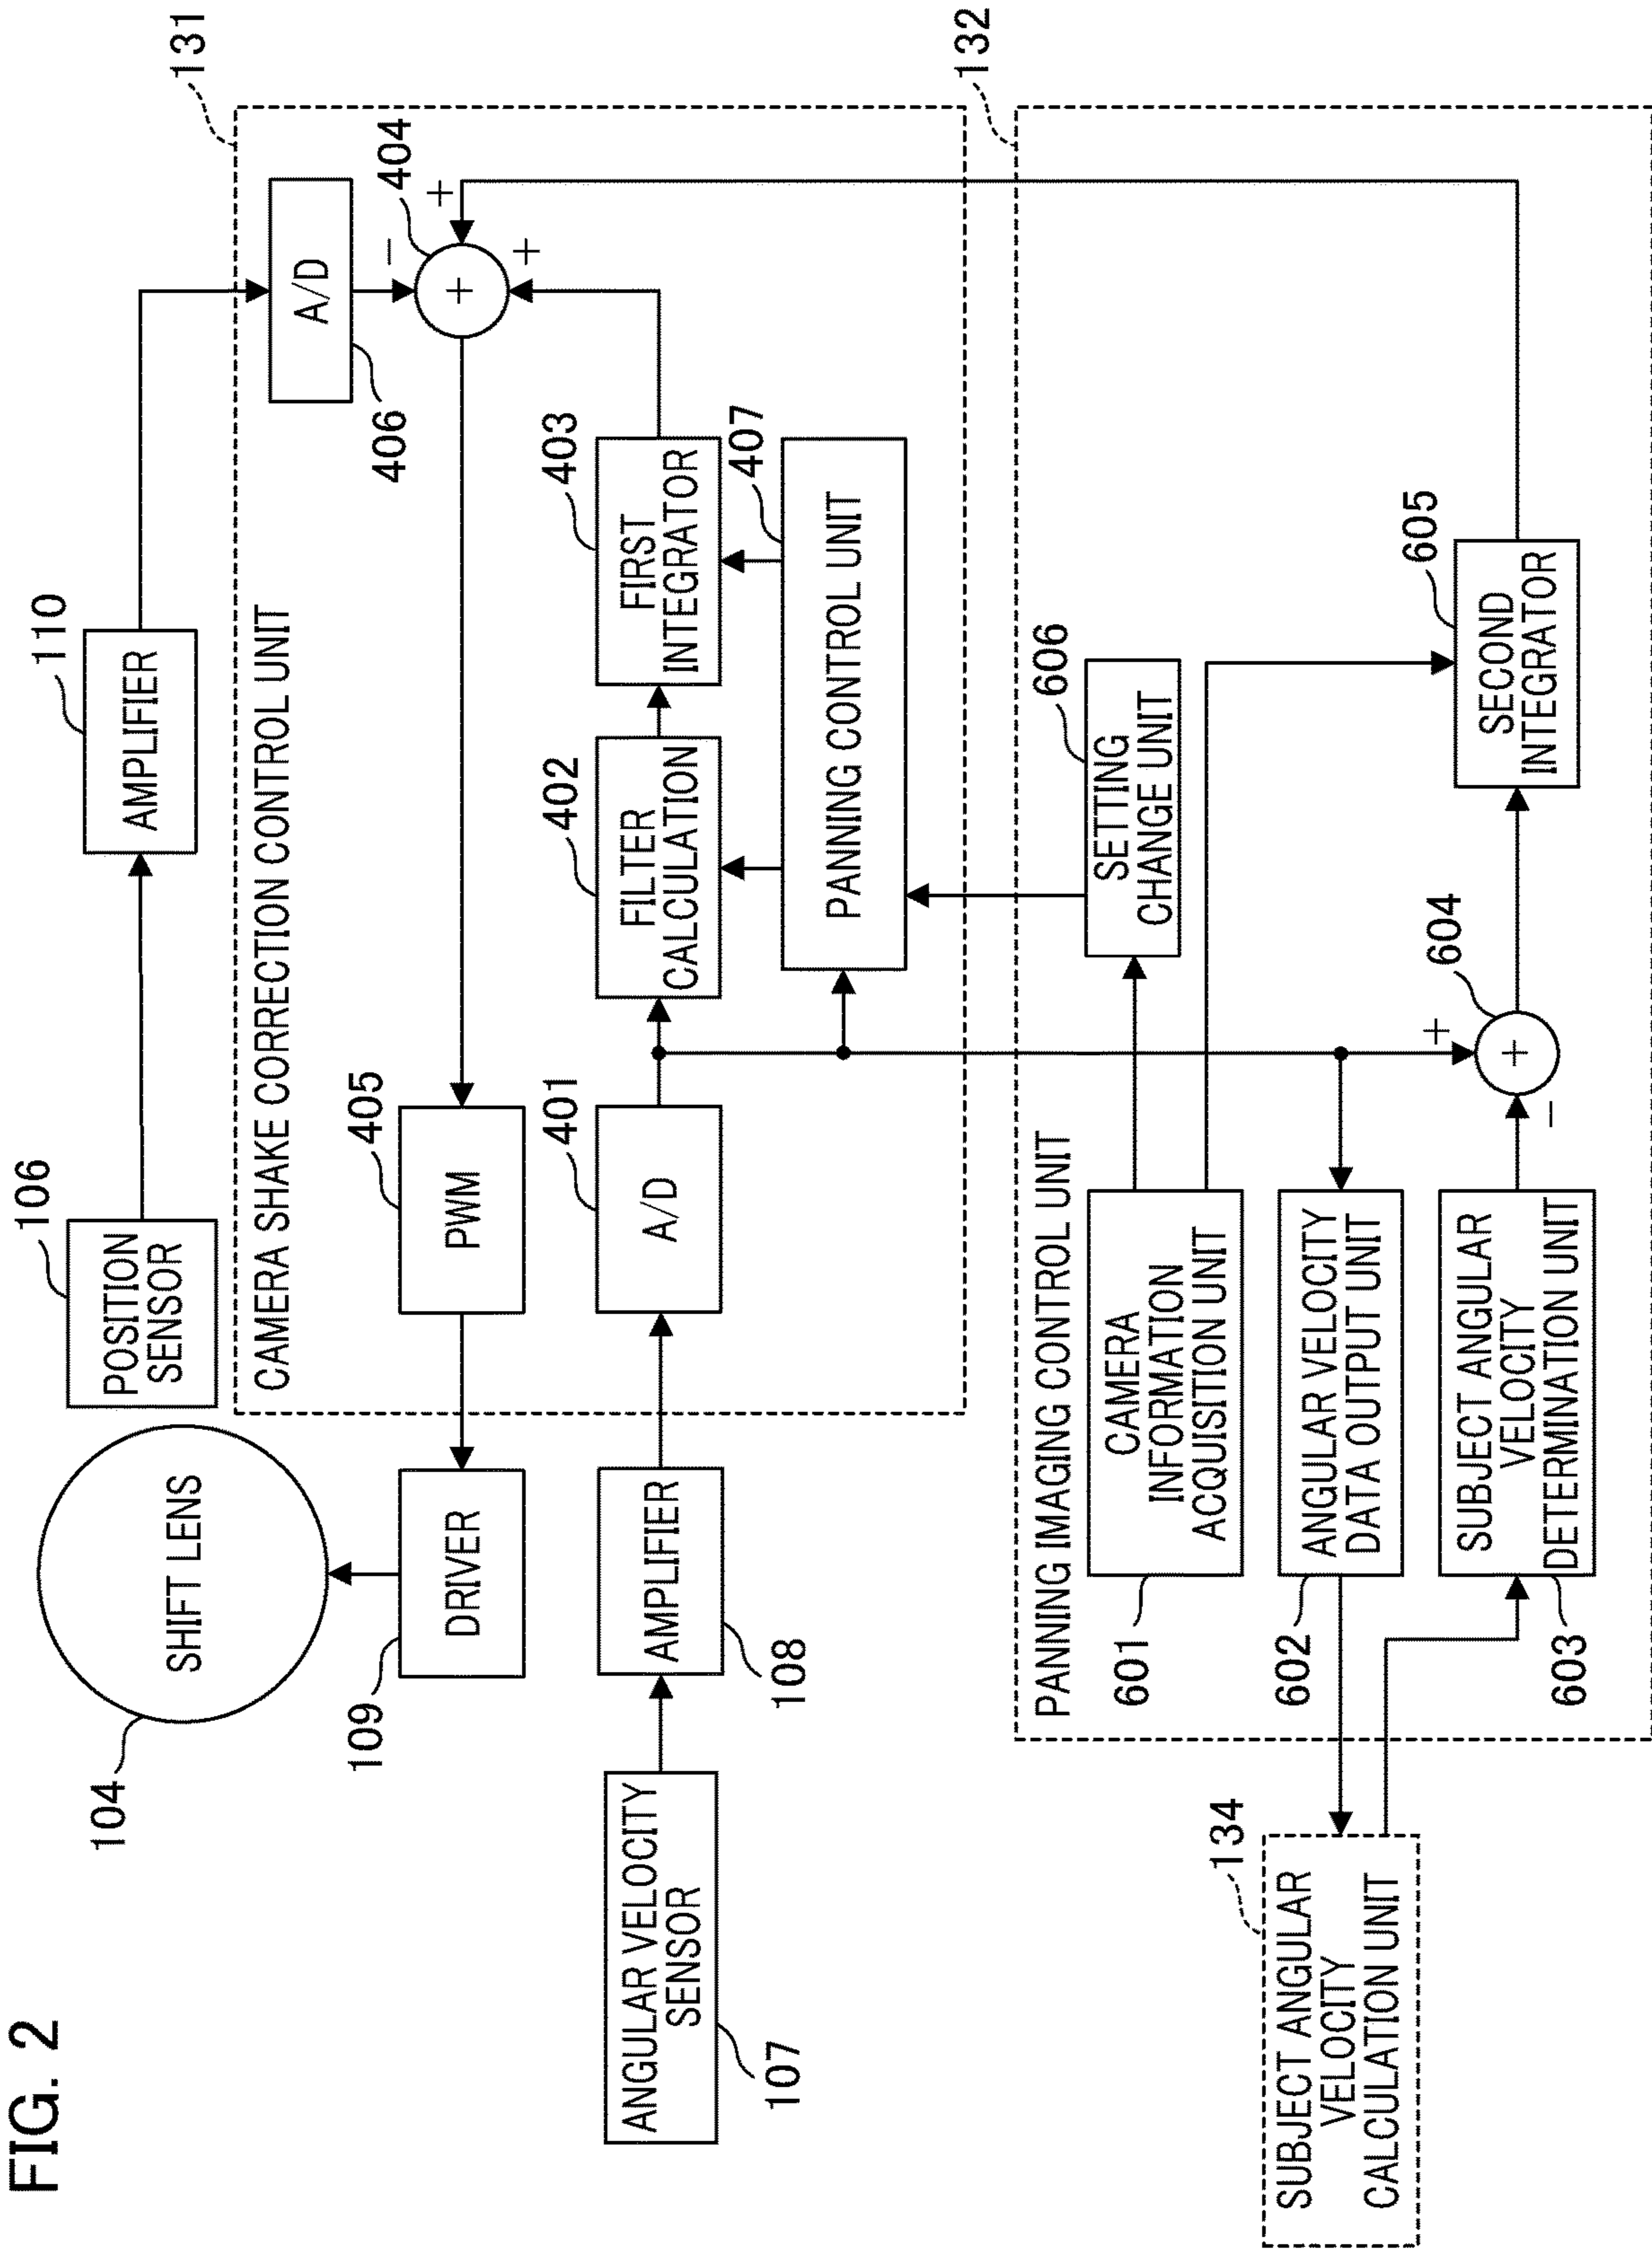 FIG. 2
106
POSITION
SENSOR
110
AMPLIFIER
131
104
SHIFT LENS
CAMERA SHAKE CORRECTION CONTROL UNIT
A/D
406
−
404
+
+
+
109
DRIVER
405
PWM
107
ANGULAR VELOCITY
SENSOR
108
AMPLIFIER
401
A/D
402
FILTER
CALCULATION
403
FIRST
INTEGRATOR
407
PANNING CONTROL UNIT
132
PANNING IMAGING CONTROL UNIT
601
CAMERA
INFORMATION
ACQUISITION UNIT
606
SETTING
CHANGE UNIT
134
SUBJECT ANGULAR
VELOCITY
CALCULATION UNIT
602
ANGULAR VELOCITY
DATA OUTPUT UNIT
603
SUBJECT ANGULAR
VELOCITY
DETERMINATION UNIT
604
+
+
−
605
SECOND
INTEGRATOR